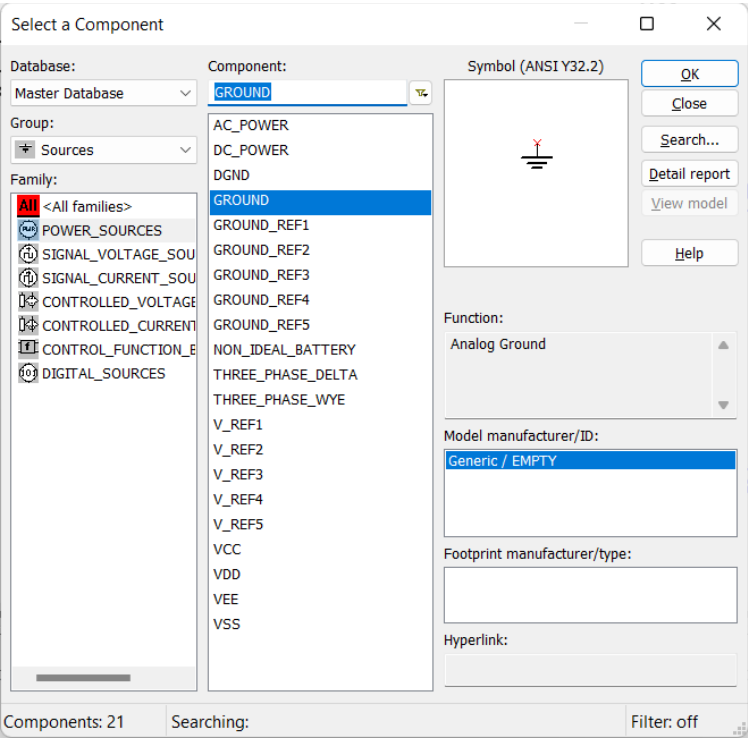 Select a Component
Database:
Master Database
Group:
Sources
Family:
All <All families>
PWR POWER_SOURCES
SIGNAL_VOLTAGE_SOU
SIGNAL_CURRENT_SOU
CONTROLLED_VOLTAGE
CONTROLLED_CURRENT
CONTROL_FUNCTION_B
DIGITAL_SOURCES
Component:
GROUND
AC_POWER
DC_POWER
DGND
GROUND
GROUND_REF1
GROUND_REF2
GROUND_REF3
GROUND_REF4
GROUND_REF5
NON_IDEAL_BATTERY
THREE_PHASE_DELTA
THREE_PHASE_WYE
V_REF1
V_REF2
V_REF3
V_REF4
V_REF5
VCC
VDD
VEE
VSS
Symbol (ANSI Y32.2)
OK
Close
Search...
Detail report
View model
Help
Function:
Analog Ground
Model manufacturer/ID:
Generic / EMPTY
Footprint manufacturer/type:
Hyperlink:
Components: 21
Searching:
Filter: off